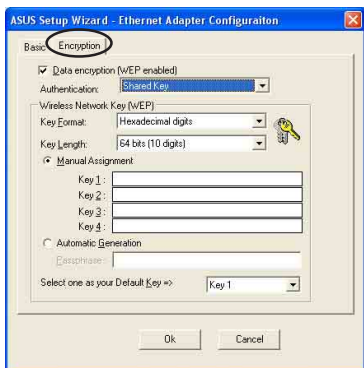 ASUS Setup Wizard - Ethernet Adapter Configuraiton
Basic Encryption
Data encryption (WEP enabled)
Authentication: Shared Key
Wireless Network Key (WEP)
Key Format: Hexadecimal digits
Key Length: 64 bits (10 digits)
Manual Assignment
Key 1 :
Key 2 :
Key 3 :
Key 4 :
Automatic Generation
Passphrase :
Select one as your Default Key => Key 1
Ok Cancel